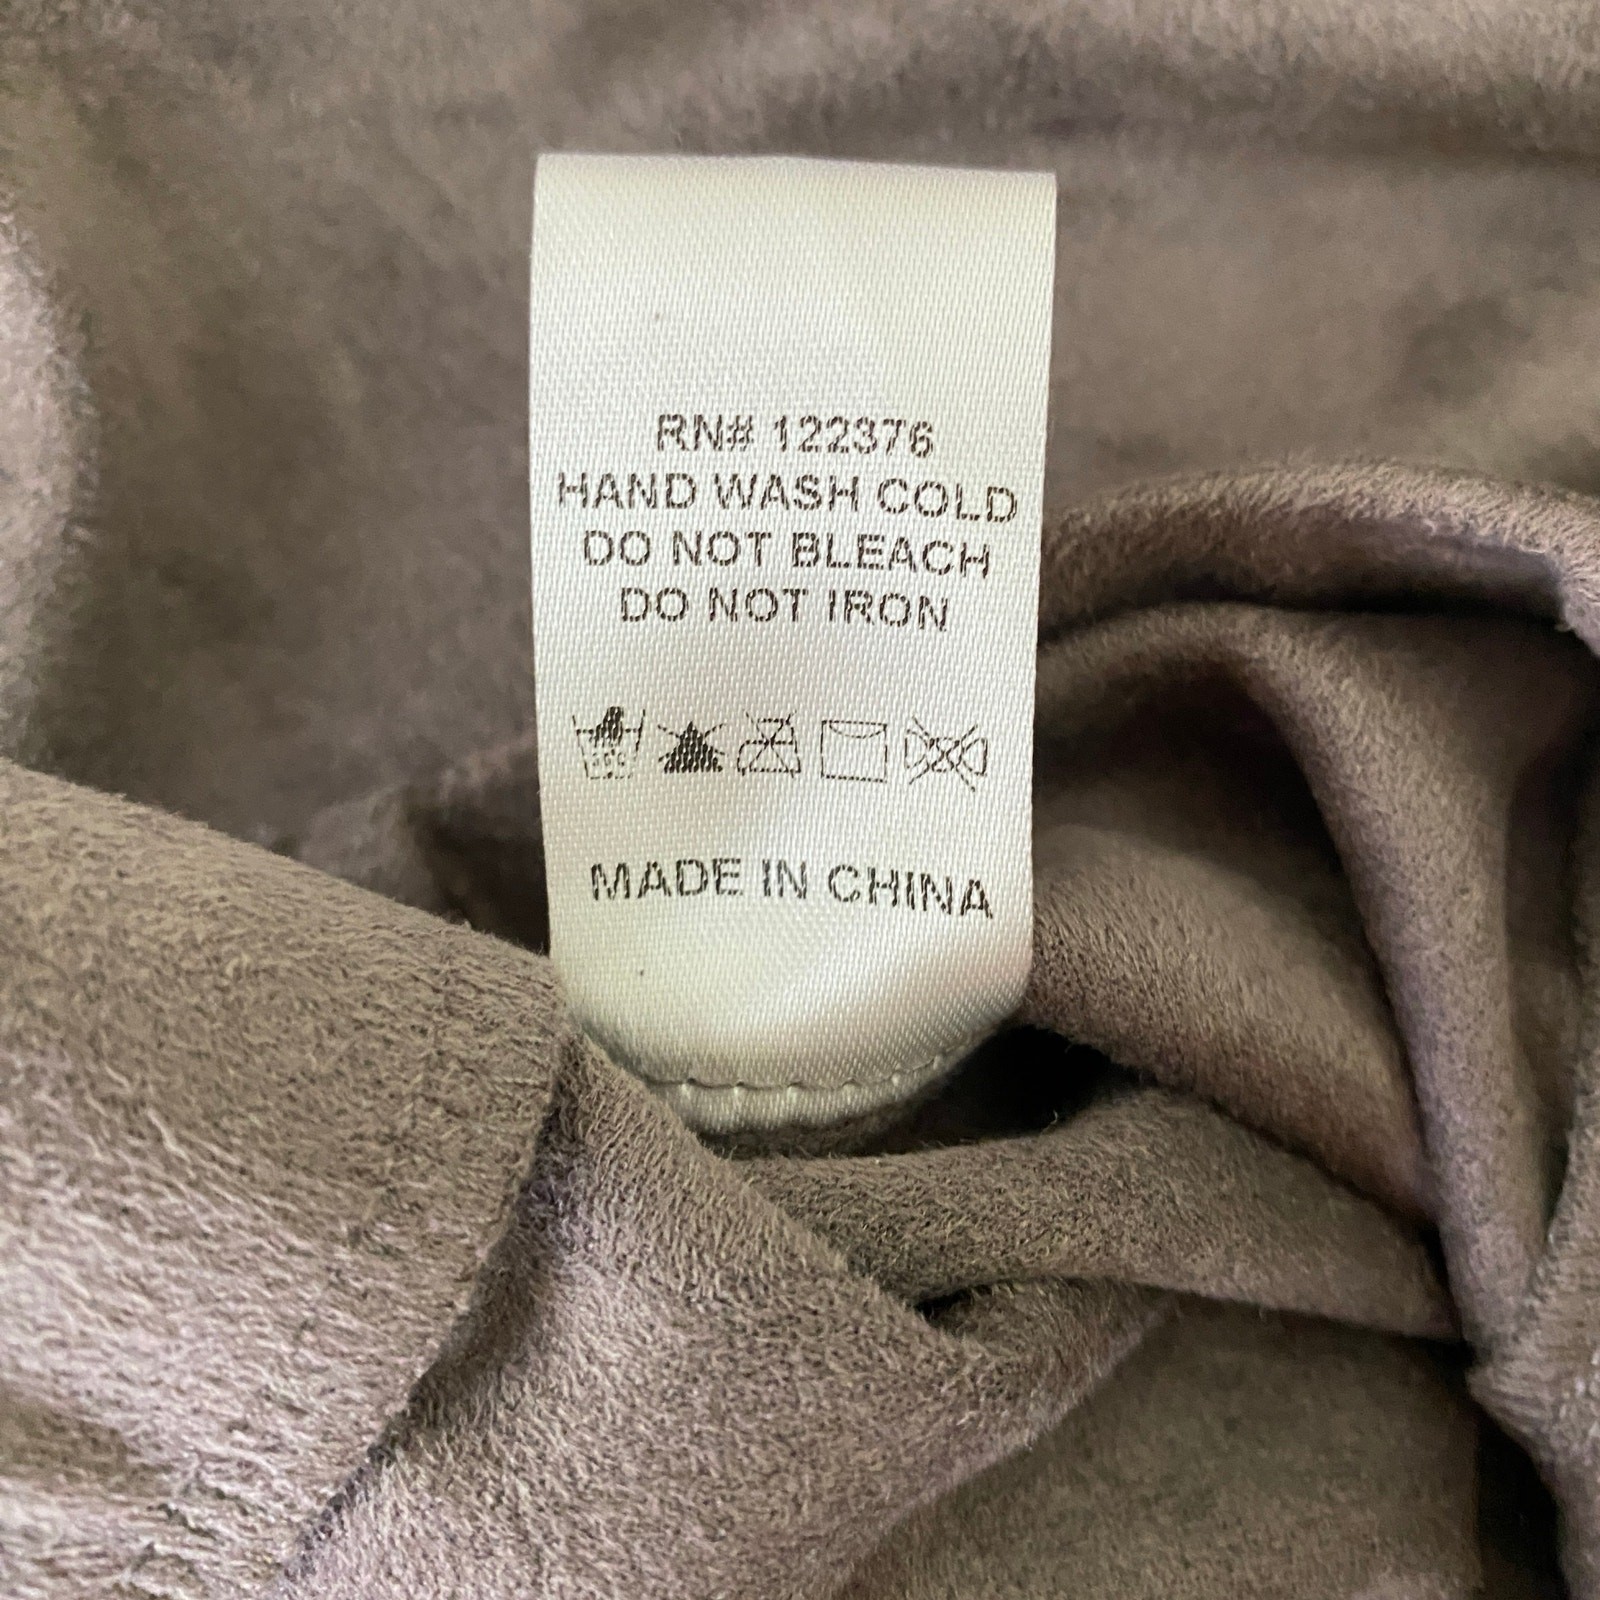 RN# 122376
HAND WASH COLD
DO NOT BLEACH
DO NOT IRON
MADE IN CHINA